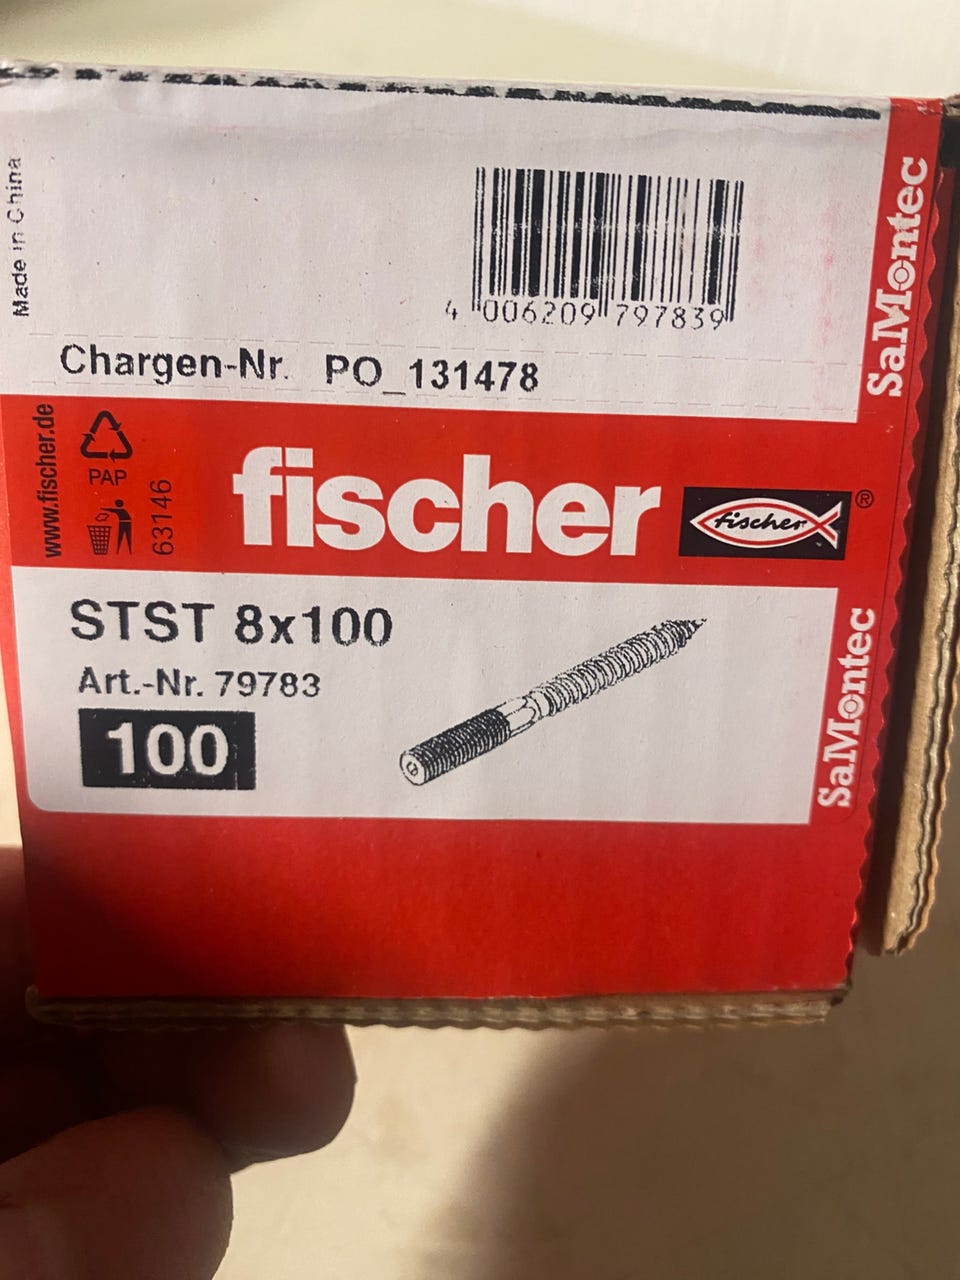 Made in China
4 006209 797839
Chargen-Nr. PO_131478
SaMontec
www.fischer.de
PAP
63146
fischer
fischer ®
STST 8x100
Art.-Nr. 79783
100
SaMontec